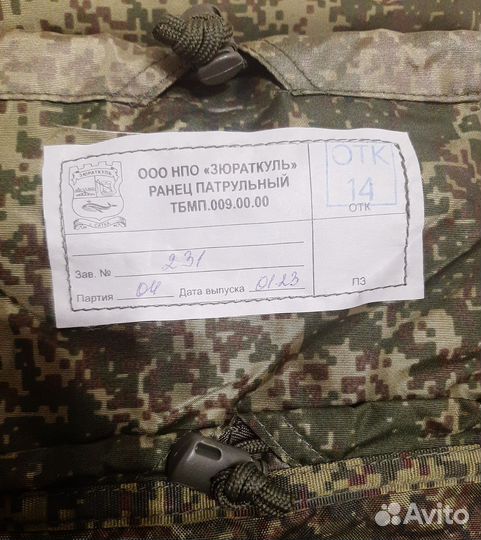 ЗЮРАТКУЛЬ
ООО НПО «ЗЮРАТКУЛЬ»
РАНЕЦ ПАТРУЛЬНЫЙ
ТБМП.009.00.00
ОТК
14
ОТК
Зав. № 231
Партия 04 Дата выпуска 01.23
ПЗ
Avito